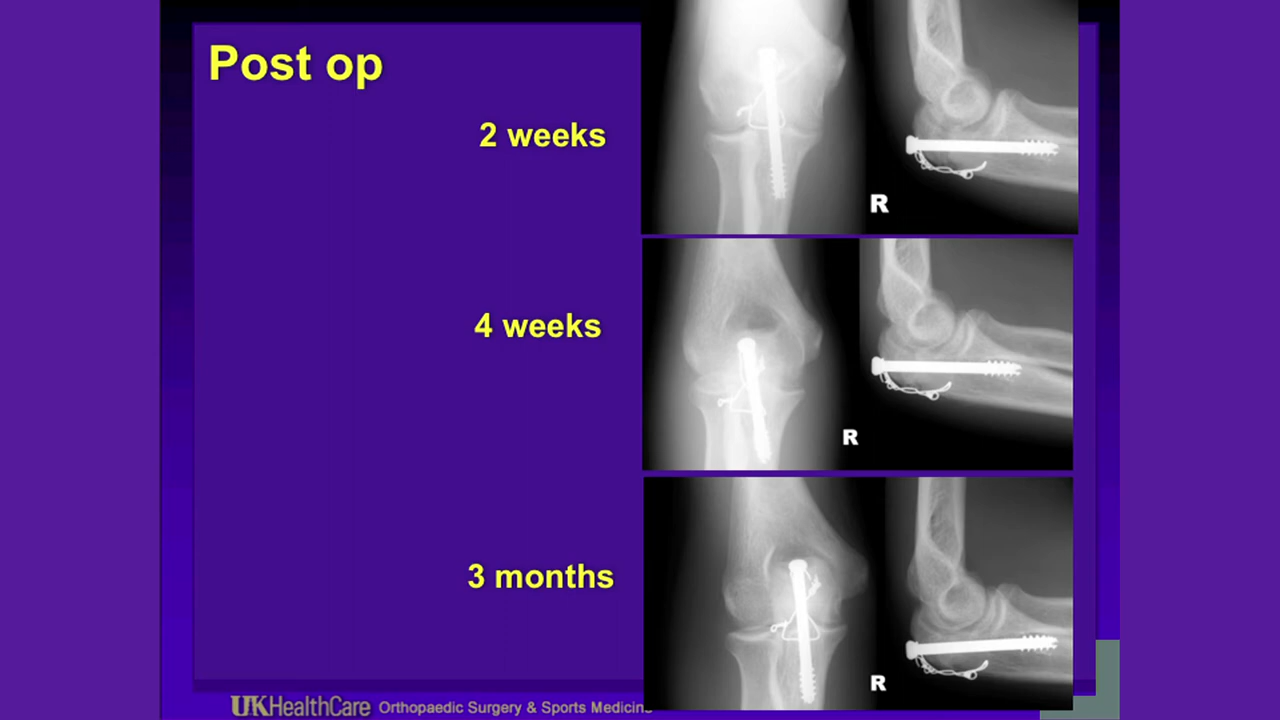 Post op
2 weeks
R
4 weeks
R
3 months
R
UKHealthCare Orthopaedic Surgery & Sports Medicine